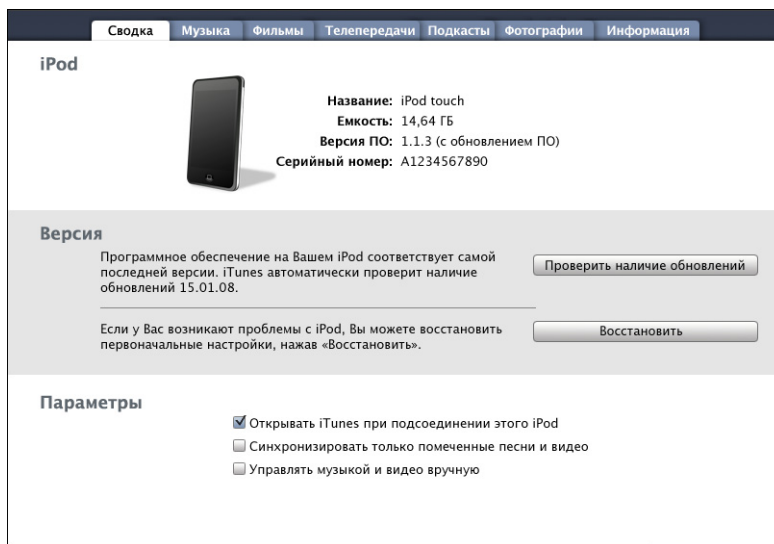 Сводка Музыка Фильмы Телепередачи Подкасты Фотографии Информация
iPod
Название: iPod touch
Емкость: 14,64 ГБ
Версия ПО: 1.1.3 (с обновлением ПО)
Серийный номер: A1234567890
Версия
Программное обеспечение на Вашем iPod соответствует самой
последней версии. iTunes автоматически проверит наличие
обновлений 15.01.08.
Проверить наличие обновлений
Если у Вас возникают проблемы с iPod, Вы можете восстановить
первоначальные настройки, нажав «Восстановить».
Восстановить
Параметры
Открывать iTunes при подсоединении этого iPod
Синхронизировать только помеченные песни и видео
Управлять музыкой и видео вручную